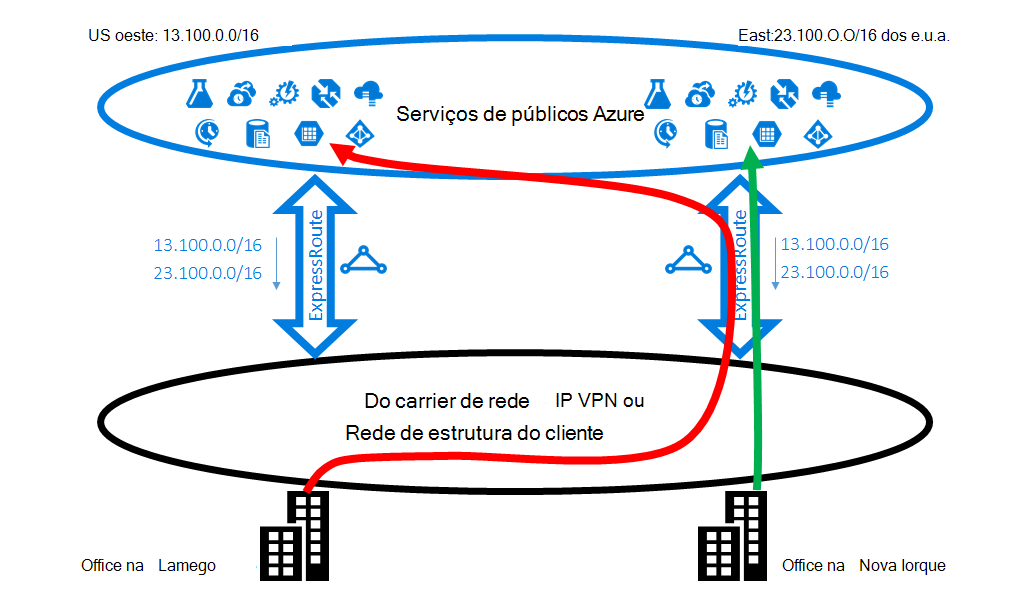 US oeste: 13.100.0.0/16
East:23.100.O.O/16 dos e.u.a.
Serviços de públicos Azure
13.100.0.0/16
23.100.0.0/16
ExpressRoute
ExpressRoute
13.100.0.0/16
23.100.0.0/16
Do carrier de rede IP VPN ou
Rede de estrutura do cliente
Office na Lamego
Office na Nova Iorque